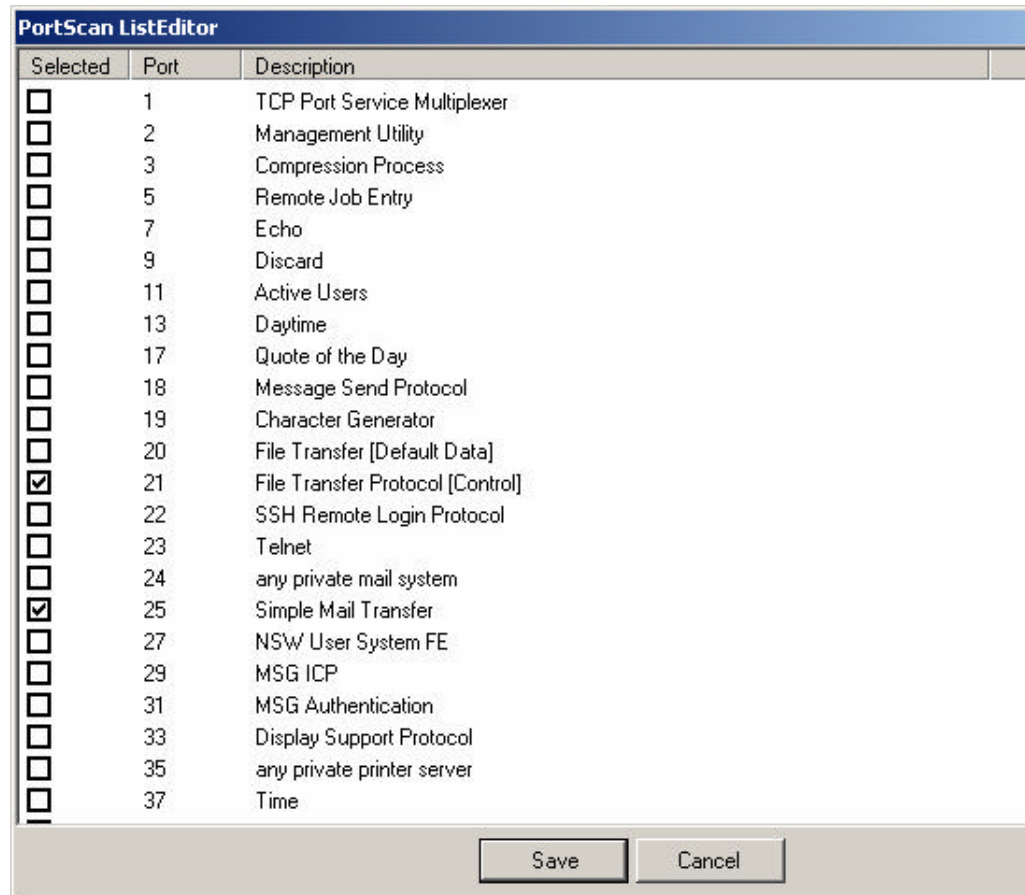 PortScan ListEditor
Selected Port Description
1 TCP Port Service Multiplexer
2 Management Utility
3 Compression Process
5 Remote Job Entry
7 Echo
9 Discard
11 Active Users
13 Daytime
17 Quote of the Day
18 Message Send Protocol
19 Character Generator
20 File Transfer [Default Data]
21 File Transfer Protocol [Control]
22 SSH Remote Login Protocol
23 Telnet
24 any private mail system
25 Simple Mail Transfer
27 NSW User System FE
29 MSG ICP
31 MSG Authentication
33 Display Support Protocol
35 any private printer server
37 Time
Save Cancel